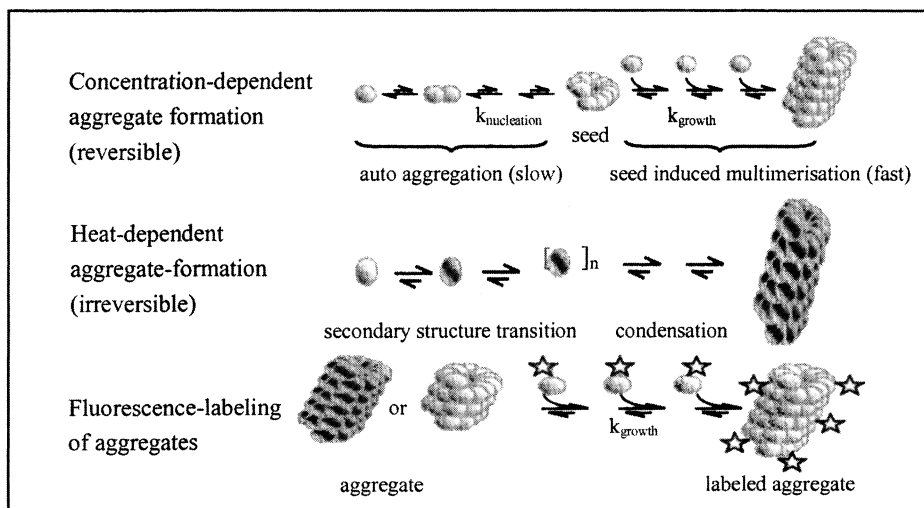 Concentration-dependent
aggregate formation
(reversible)
k_nucleation
seed
k_growth
auto aggregation (slow)
seed induced multimerisation (fast)
Heat-dependent
aggregate-formation
(irreversible)
[ ]n
secondary structure transition
condensation
Fluorescence-labeling
of aggregates
or
k_growth
aggregate
labeled aggregate